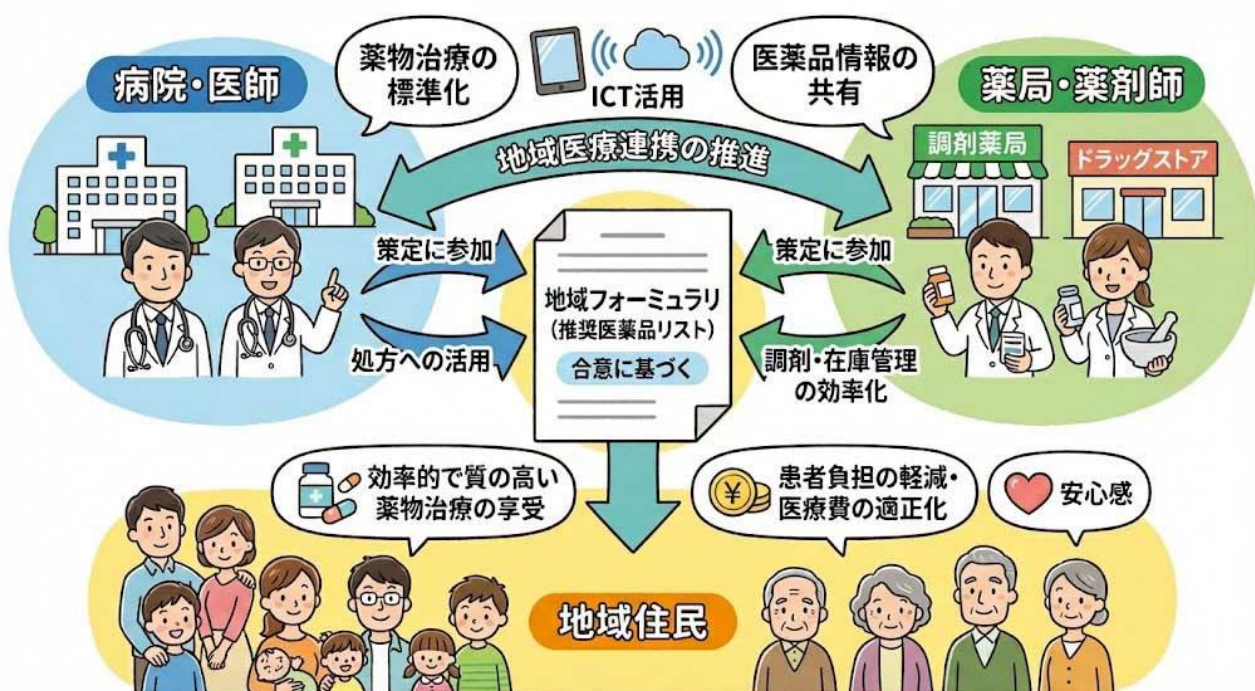 病院・医師
薬物治療の
標準化
ICT活用
医薬品情報の
共有
薬局・薬剤師
地域医療連携の推進
調剤薬局
ドラッグストア
策定に参加
処方への活用
地域フォーミュラリ
(推奨医薬品リスト)
合意に基づく
策定に参加
調剤・在庫管理
の効率化
効率的で質の高い
薬物治療の享受
¥
患者負担の軽減・
医療費の適正化
安心感
地域住民